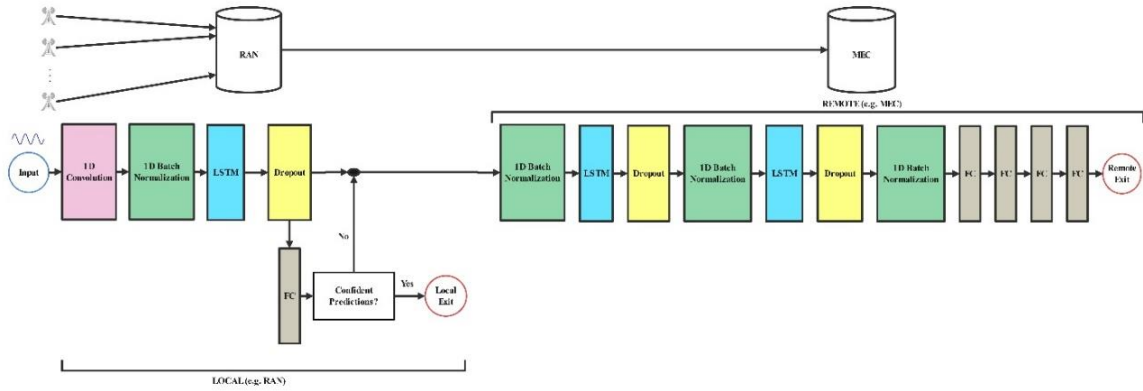 RAN
MEC
REMOTE (e.g. MEC)
Input
1D
Convolution
1D Batch
Normalization
LSTM
Dropout
1D Batch
Normalization
LSTM
Dropout
1D Batch
Normalization
LSTM
Dropout
1D Batch
Normalization
FC
FC
FC
FC
Remote
Exit
No
FC
Confident
Predictions?
Yes
Local
Exit
LOCAL (e.g. RAN)